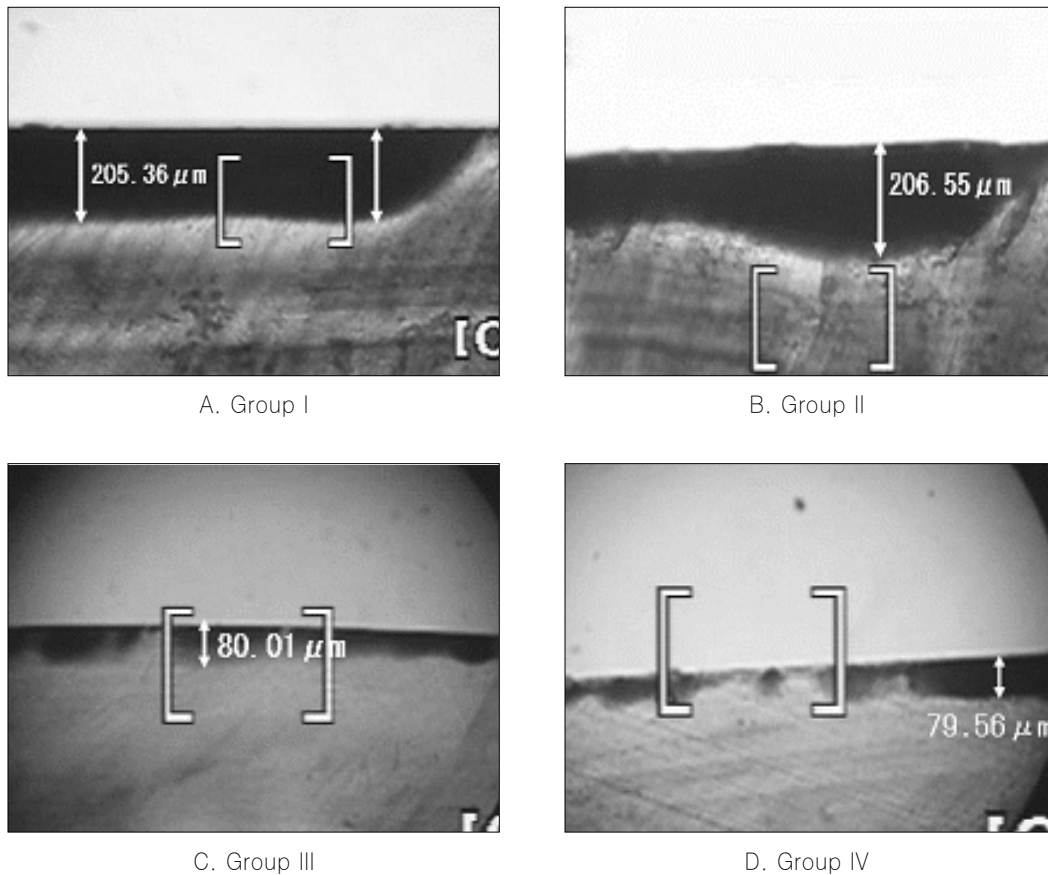 205.36 μm
206.55 μm
[C
A. Group I
B. Group II
80.01 μm
79.56 μm
A. Group III
D. Group IV